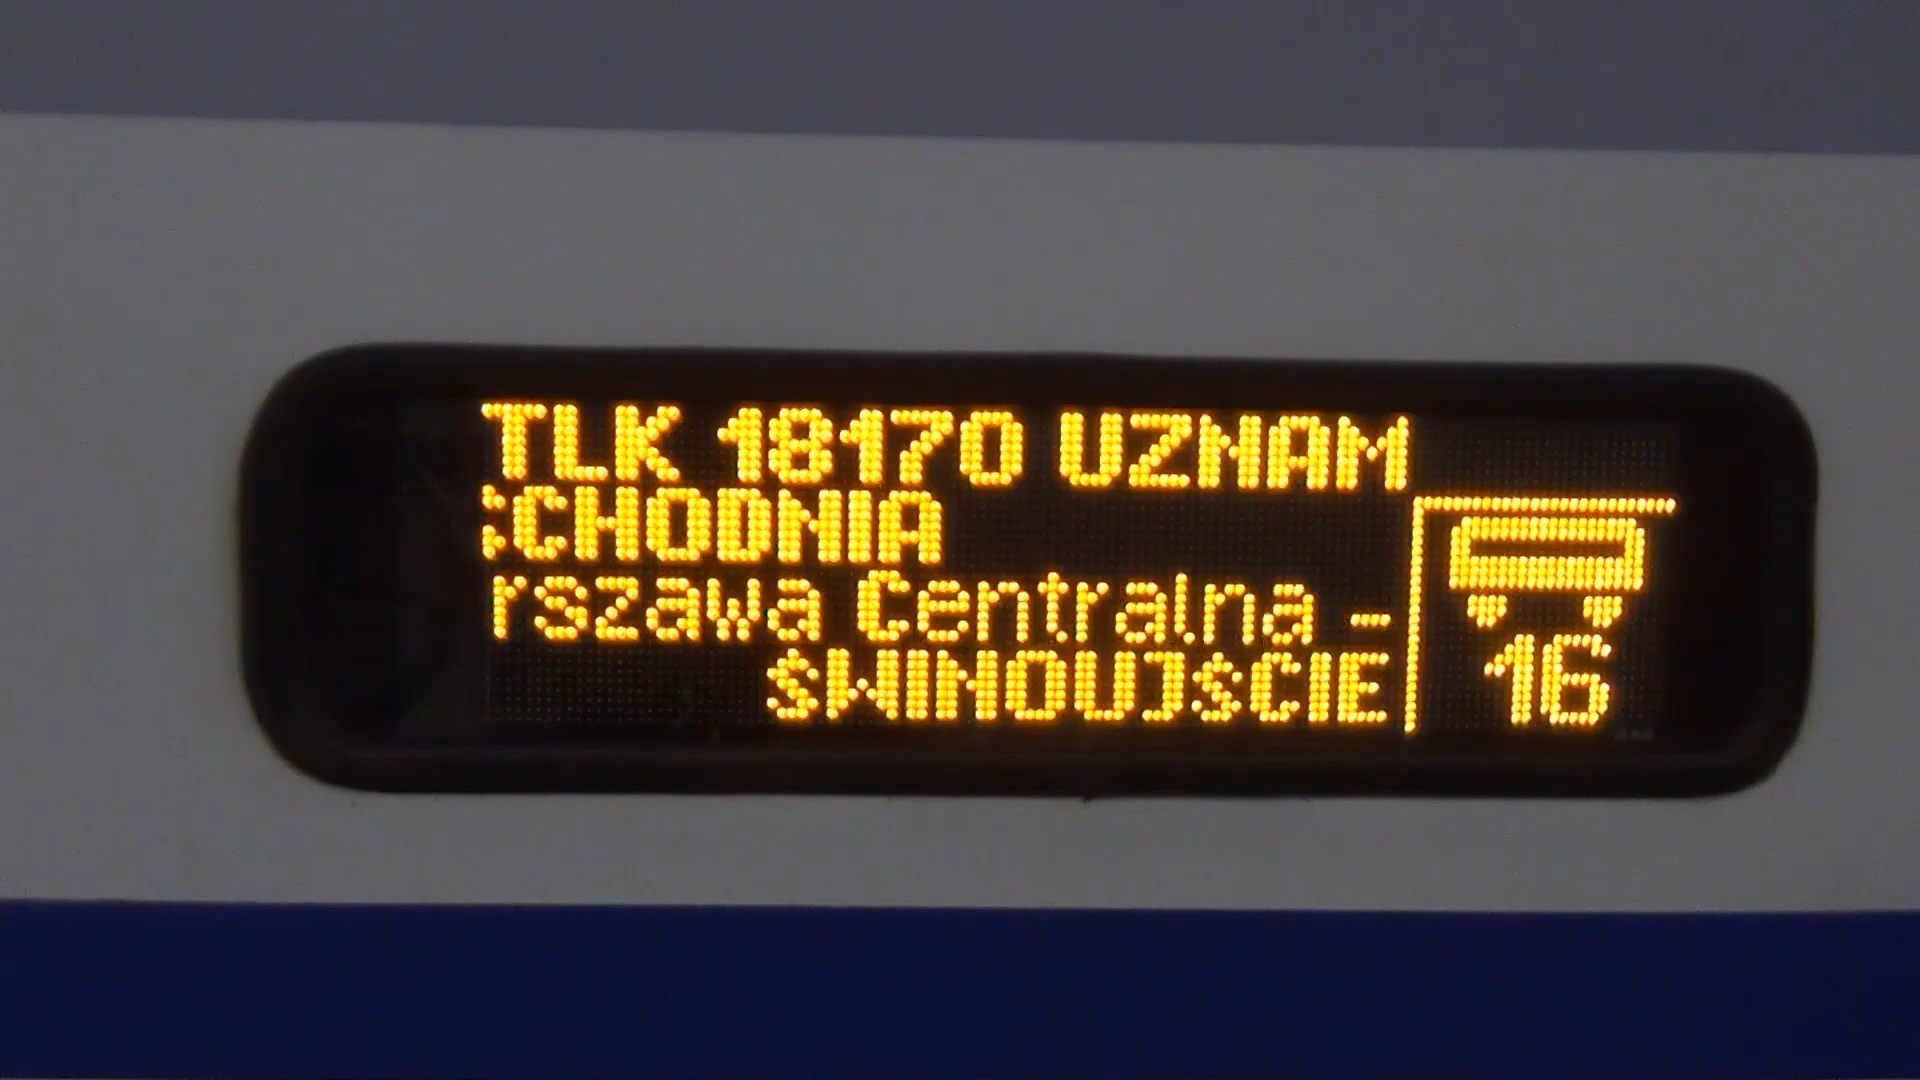 TLK 18170 UZNAM
CHODNIA
rszawa Centralna -
ŚWINOUJŚCIE
16